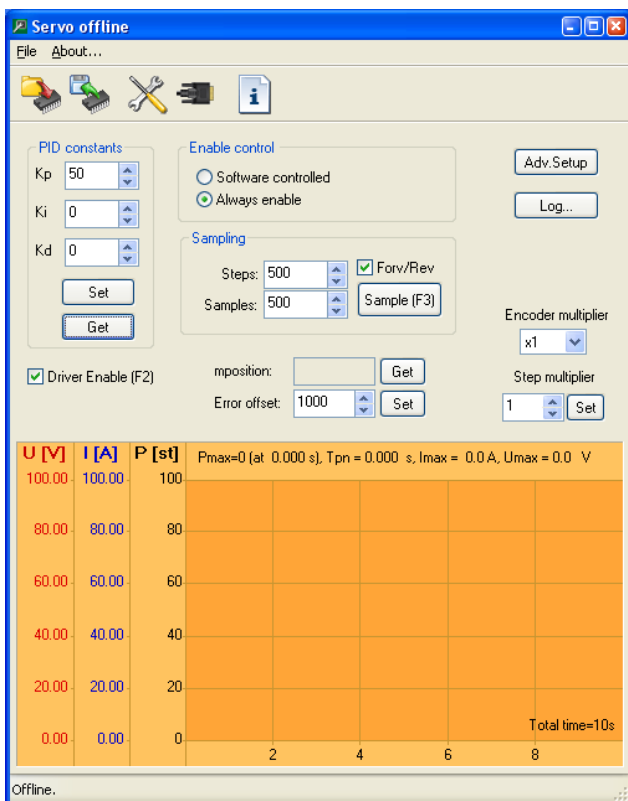 Servo offline
File About...
PID constants
Kp 50
Ki 0
Kd 0
Set
Get
Enable control
Software controlled
Always enable
Sampling
Steps: 500
Forv/Rev
Samples: 500
Sample (F3)
Adv.Setup
Log...
Encoder multiplier
x1
Driver Enable (F2)
mposition:
Get
Error offset: 1000
Set
Step multiplier
1
Set
U [V] I [A] P [st]
Pmax=0 (at 0.000 s), Tpn = 0.000 s, Imax = 0.0 A, Umax = 0.0 V
100.00 100.00 100
80.00 80.00 80
60.00 60.00 60
40.00 40.00 40
20.00 20.00 20
Total time=10s
0.00 0.00 0
2 4 6 8
Offline.